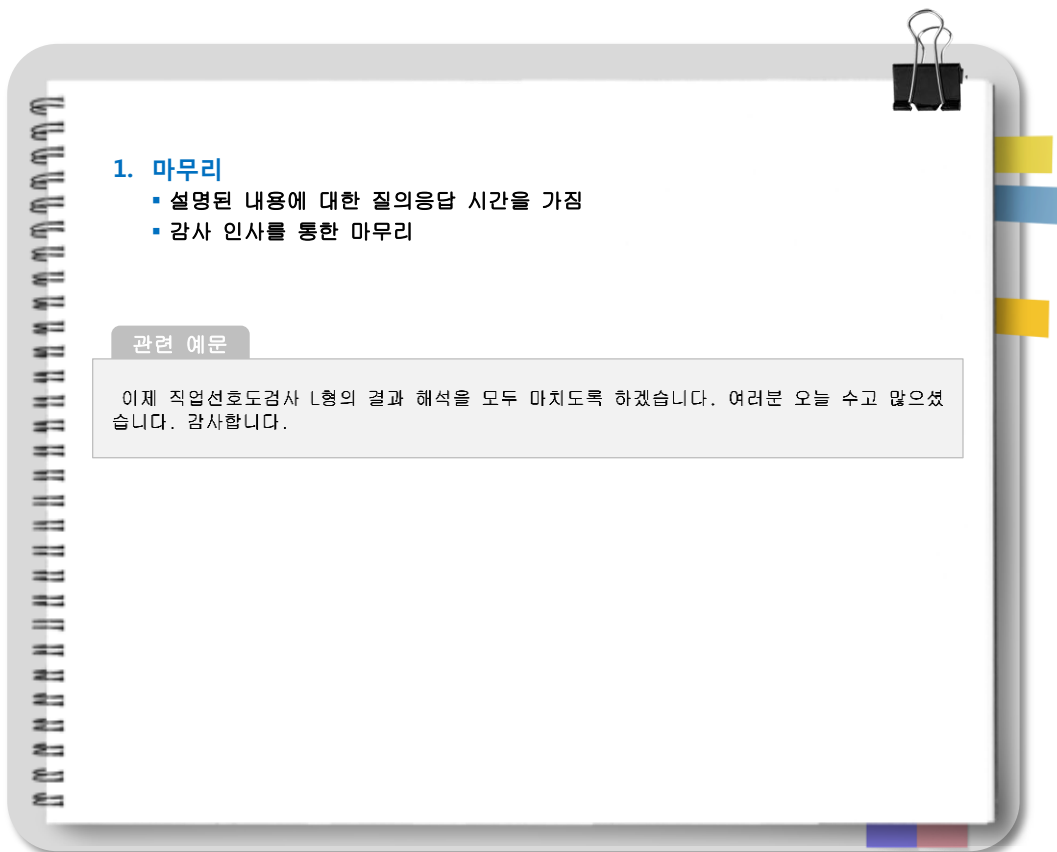 1. 마무리
▪ 설명된 내용에 대한 질의응답 시간을 가짐
▪ 감사 인사를 통한 마무리
관련 예문
이제 직업선호도검사 L형의 결과 해석을 모두 마치도록 하겠습니다. 여러분 오늘 수고 많으셨
습니다. 감사합니다.